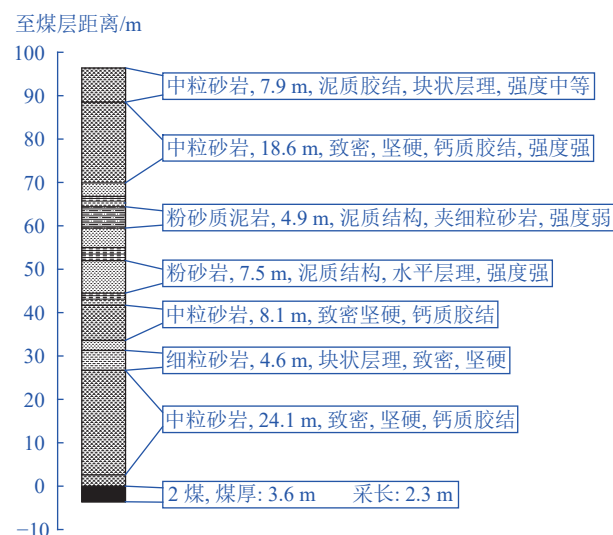 至煤层距离/m
100
中粒砂岩, 7.9 m, 泥质胶结, 块状层理, 强度中等
90
80
中粒砂岩, 18.6 m, 致密, 坚硬, 钙质胶结, 强度强
70
粉砂质泥岩, 4.9 m, 泥质结构, 夹细粒砂岩, 强度弱
60
50
粉砂岩, 7.5 m, 泥质结构, 水平层理, 强度强
40
中粒砂岩, 8.1 m, 致密坚硬, 钙质胶结
30
细粒砂岩, 4.6 m, 块状层理, 致密, 坚硬
20
中粒砂岩, 24.1 m, 致密, 坚硬, 钙质胶结
10
0
2 煤, 煤厚: 3.6 m 采长: 2.3 m
−10